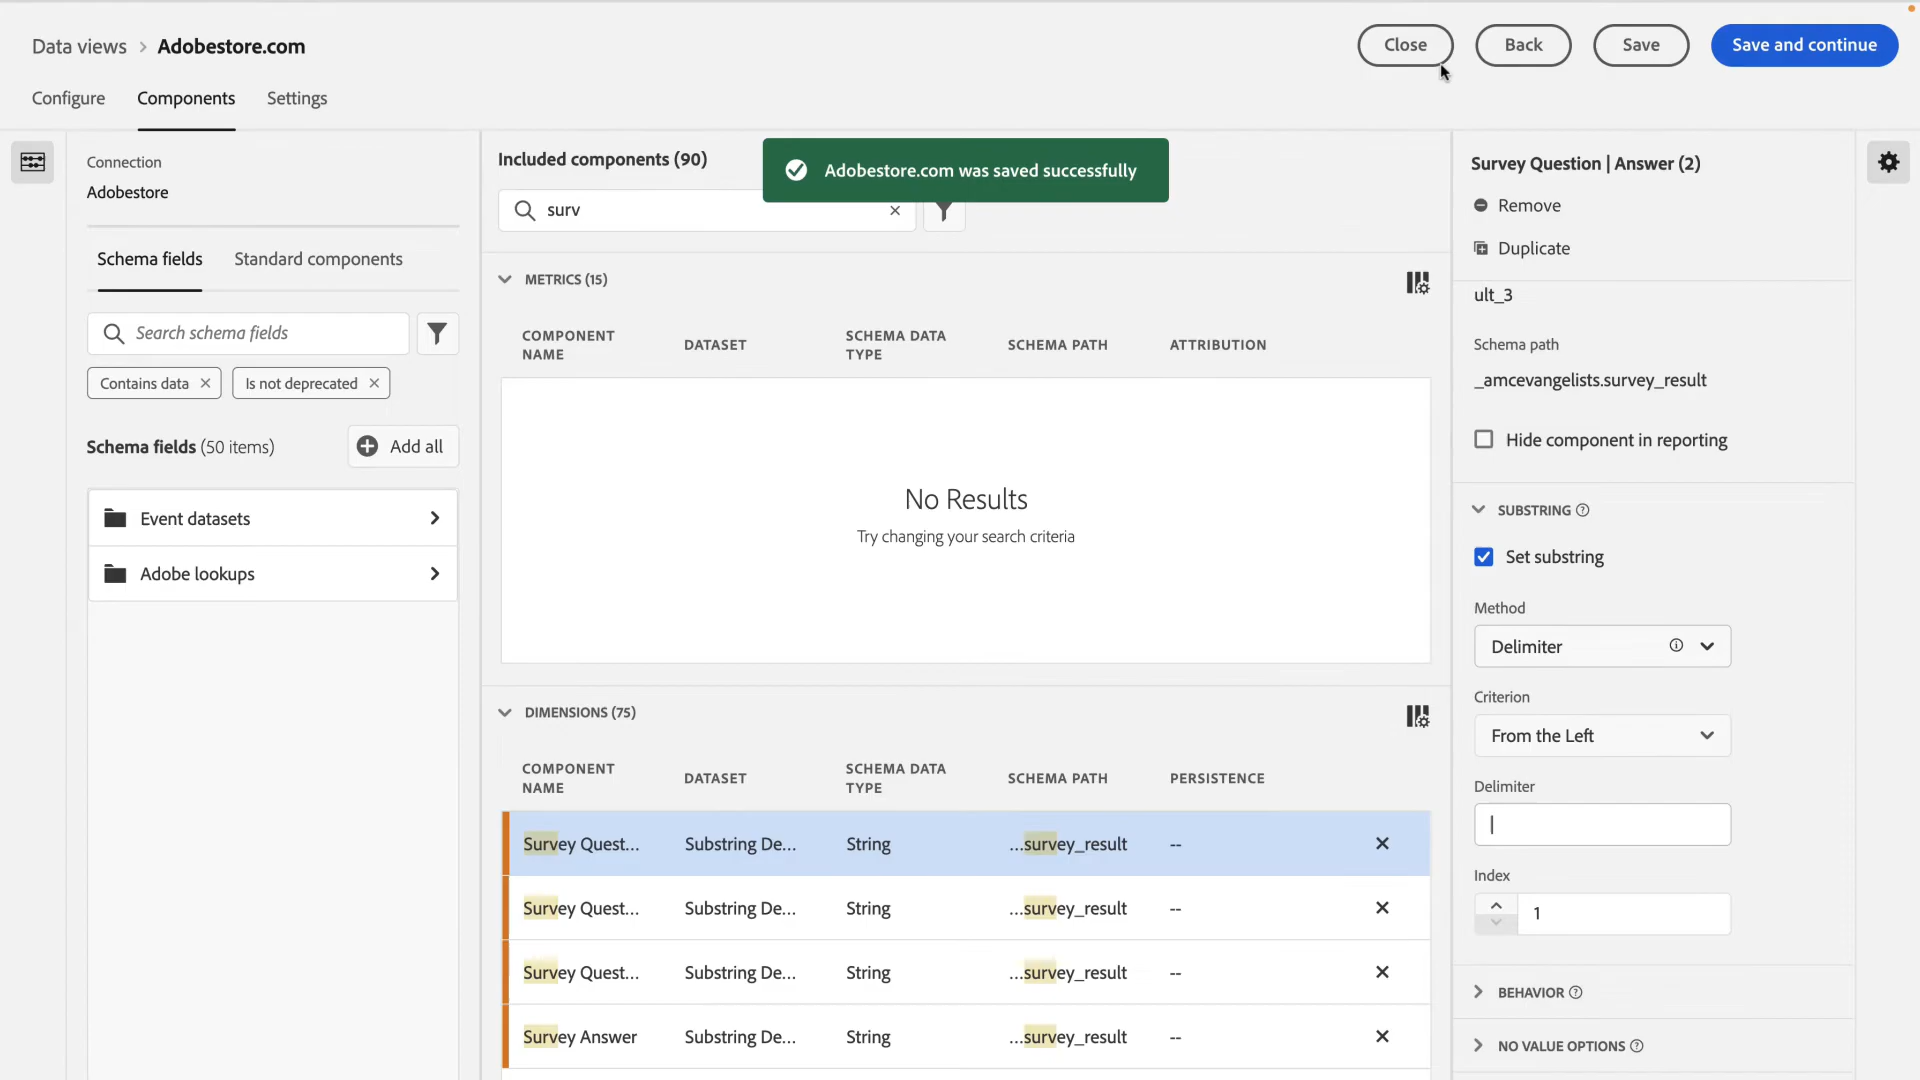 Data views > Adobestore.com
Close
Back
Save
Save and continue
Configure
Components
Settings
Connection
Adobestore
Schema fields
Standard components
Search schema fields
Contains data
Is not deprecated
Schema fields (50 items)
Add all
Event datasets
Adobe lookups
Included components (90)
Adobestore.com was saved successfully
surv
METRICS (15)
COMPONENT NAME
DATASET
SCHEMA DATA TYPE
SCHEMA PATH
ATTRIBUTION
No Results
Try changing your search criteria
DIMENSIONS (75)
COMPONENT NAME
DATASET
SCHEMA DATA TYPE
SCHEMA PATH
PERSISTENCE
Survey Quest... Substring De... String ...survey_result --
Survey Quest... Substring De... String ...survey_result --
Survey Quest... Substring De... String ...survey_result --
Survey Answer Substring De... String ...survey_result --
Survey Question | Answer (2)
Remove
Duplicate
ult_3
Schema path
_amcevangelists.survey_result
Hide component in reporting
SUBSTRING
Set substring
Method
Delimiter
Criterion
From the Left
Delimiter
|
Index
1
BEHAVIOR
NO VALUE OPTIONS